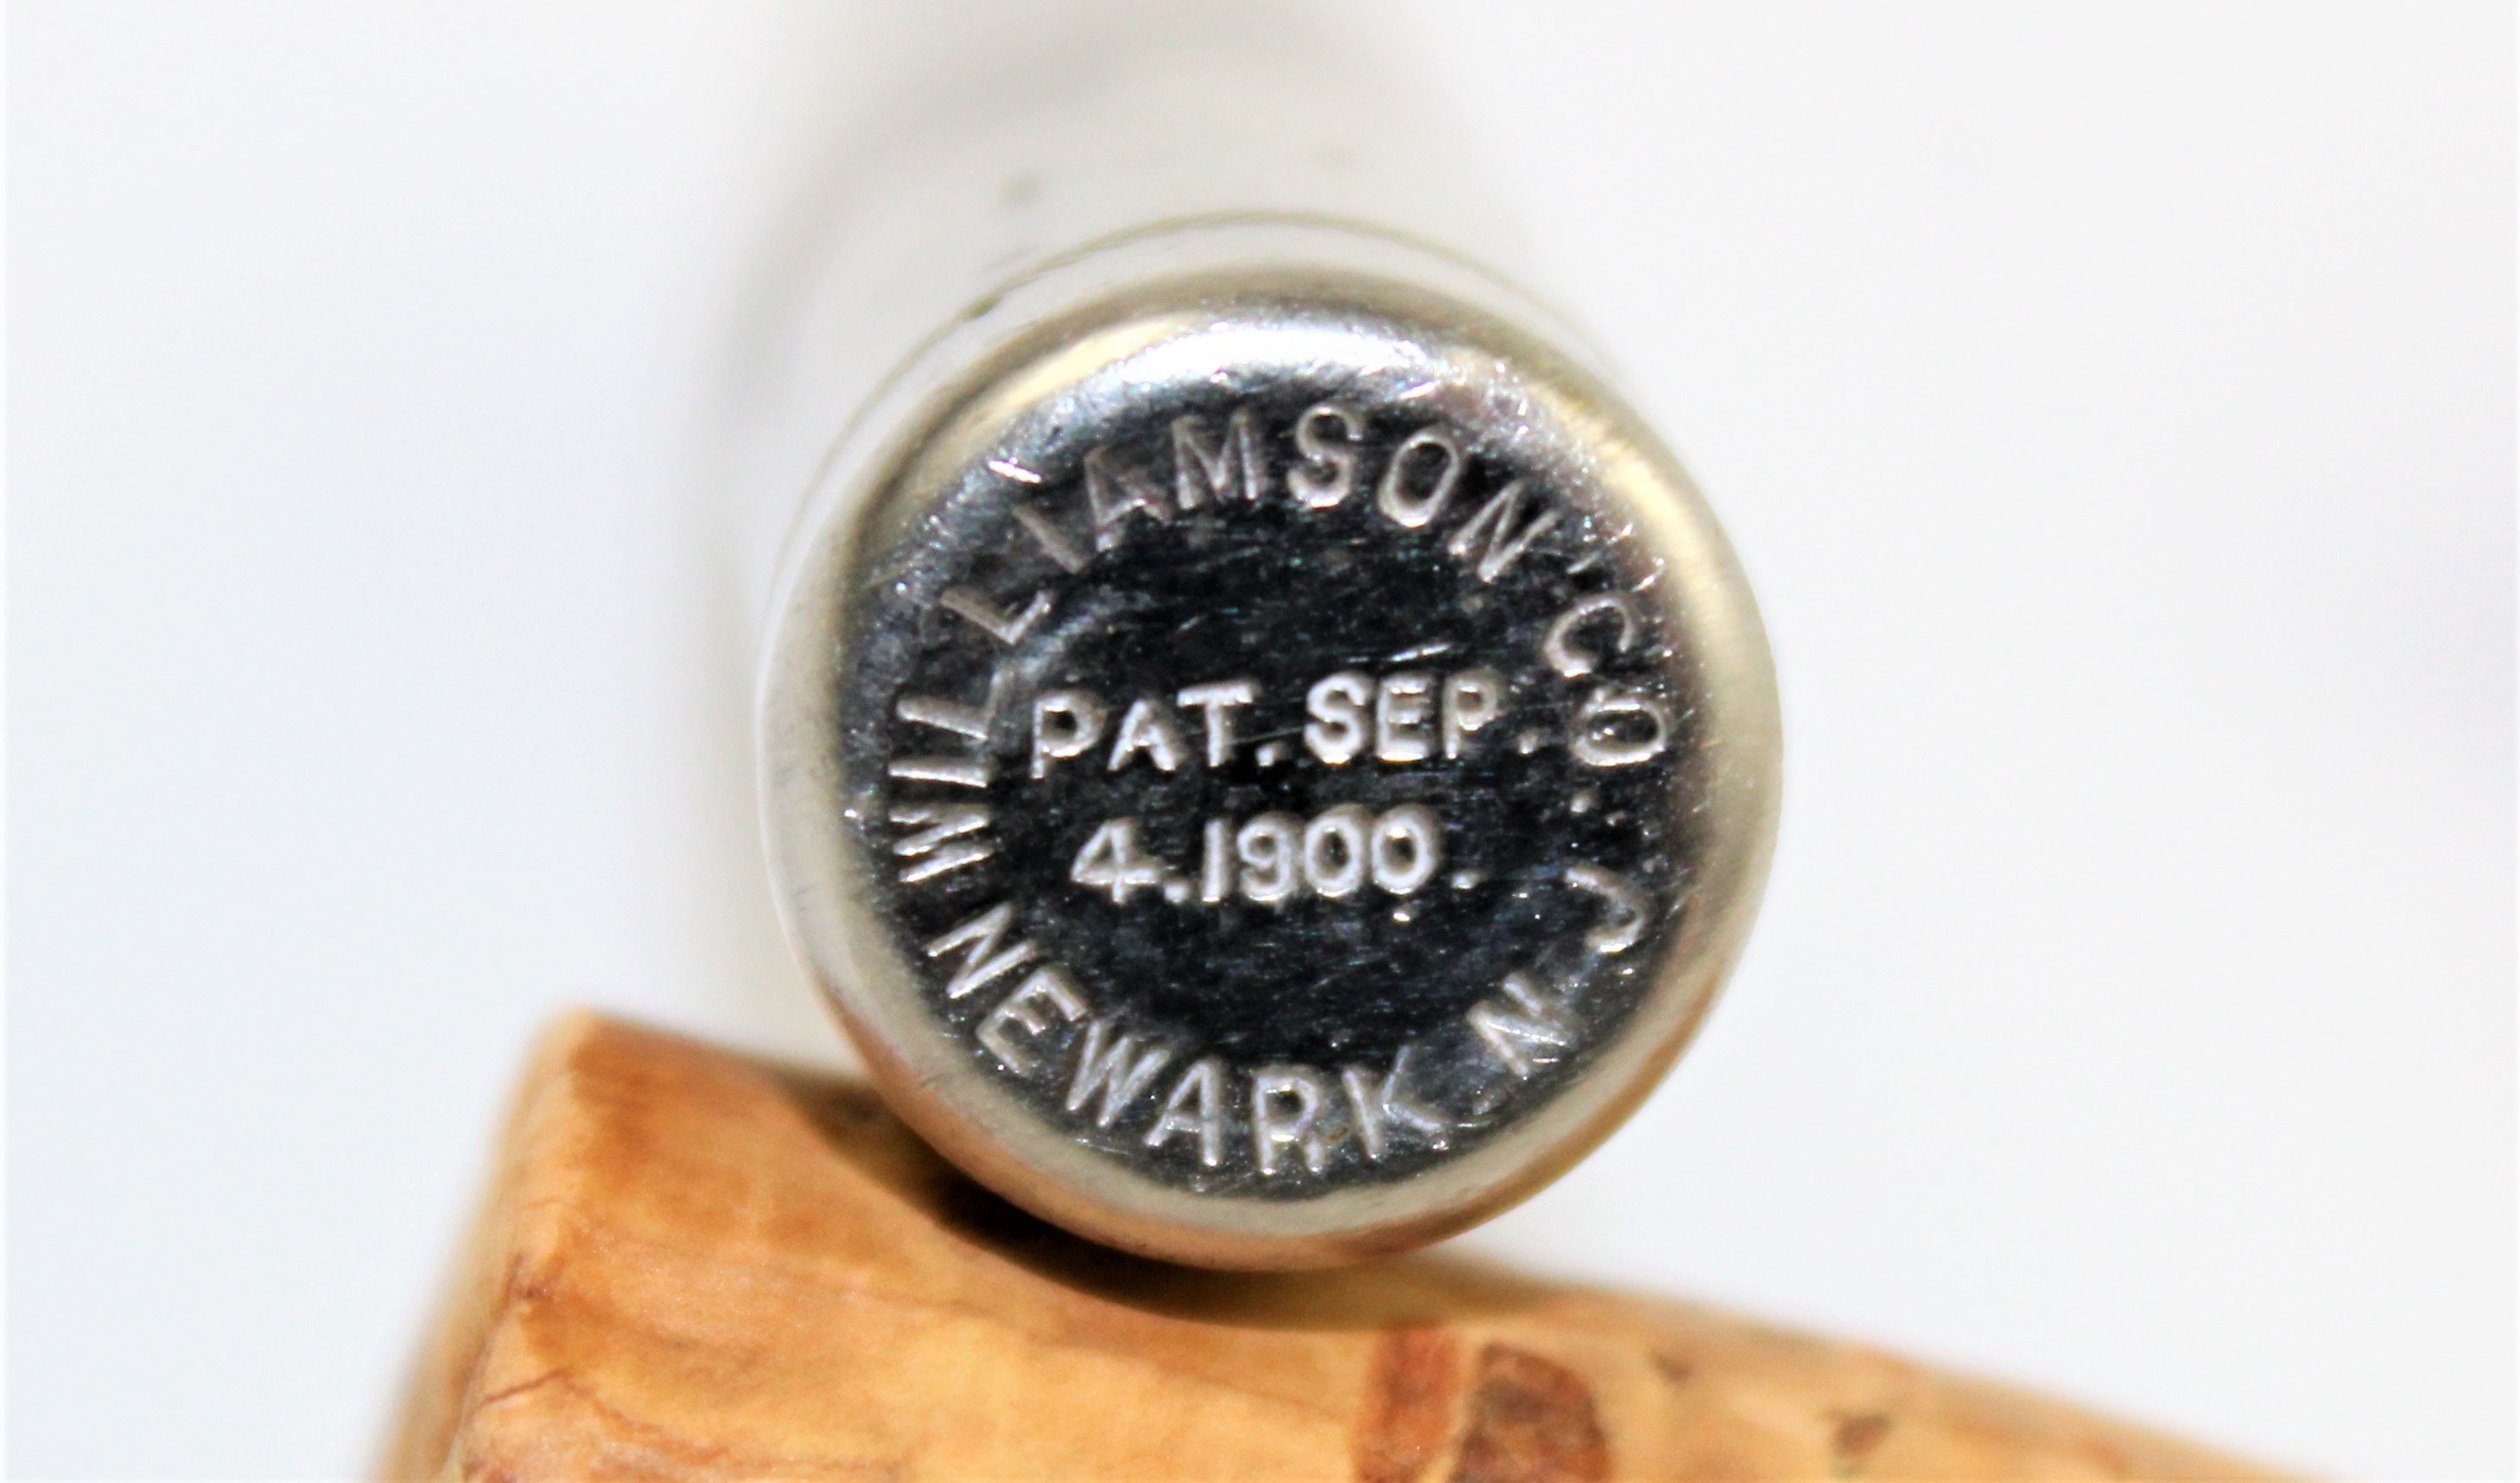 WILLIAMSON CO.
PAT. SEP.
4.1900.
NEWARK N.J.